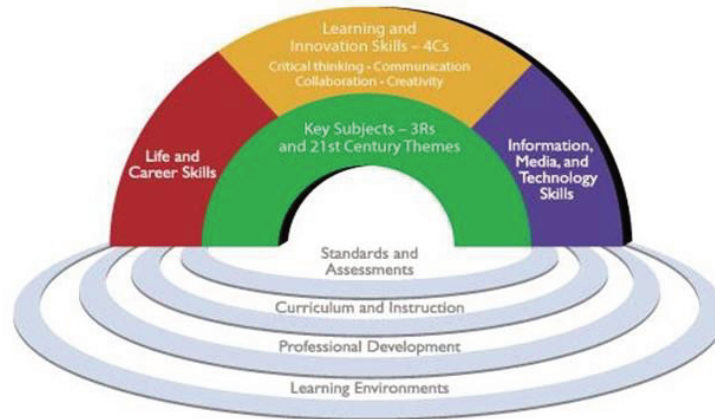 Learning and
Innovation Skills – 4Cs
Critical thinking • Communication
Collaboration • Creativity
Key Subjects – 3Rs
and 21st Century Themes
Life and
Career Skills
Information,
Media, and
Technology
Skills
Standards and
Assessments
Curriculum and Instruction
Professional Development
Learning Environments